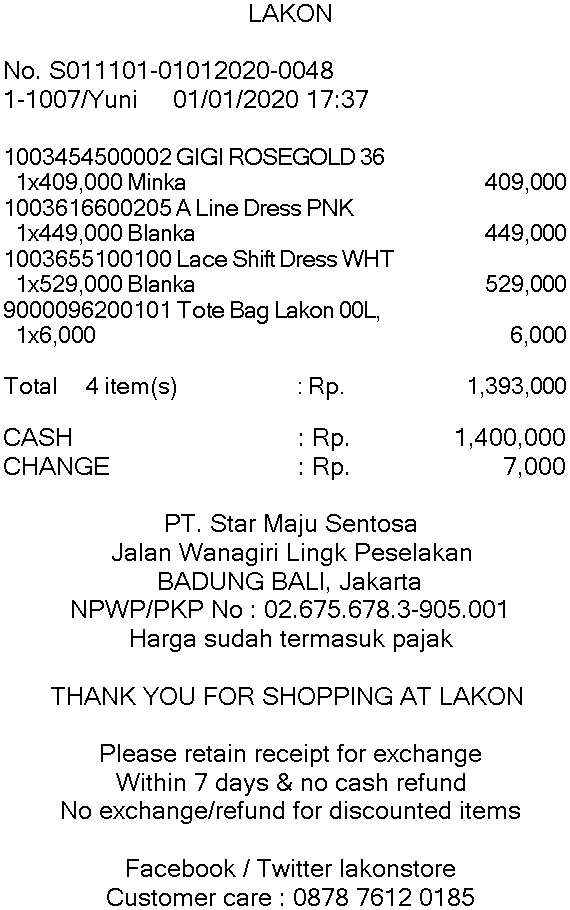 LAKON
No. S011101-01012020-0048
1-1007/Yuni 01/01/2020 17:37
1003454500002 GIGI ROSEGOLD 36
1x409,000 Minka 409,000
1003616600205 A Line Dress PNK
1x449,000 Blanka 449,000
1003655100100 Lace Shift Dress WHT
1x529,000 Blanka 529,000
9000096200101 Tote Bag Lakon 00L,
1x6,000 6,000
Total 4 item(s) : Rp. 1,393,000
CASH : Rp. 1,400,000
CHANGE : Rp. 7,000
PT. Star Maju Sentosa
Jalan Wanagiri Lingk Peselakan
BADUNG BALI, Jakarta
NPWP/PKP No : 02.675.678.3-905.001
Harga sudah termasuk pajak
THANK YOU FOR SHOPPING AT LAKON
Please retain receipt for exchange
Within 7 days & no cash refund
No exchange/refund for discounted items
Facebook / Twitter lakonstore
Customer care : 0878 7612 0185